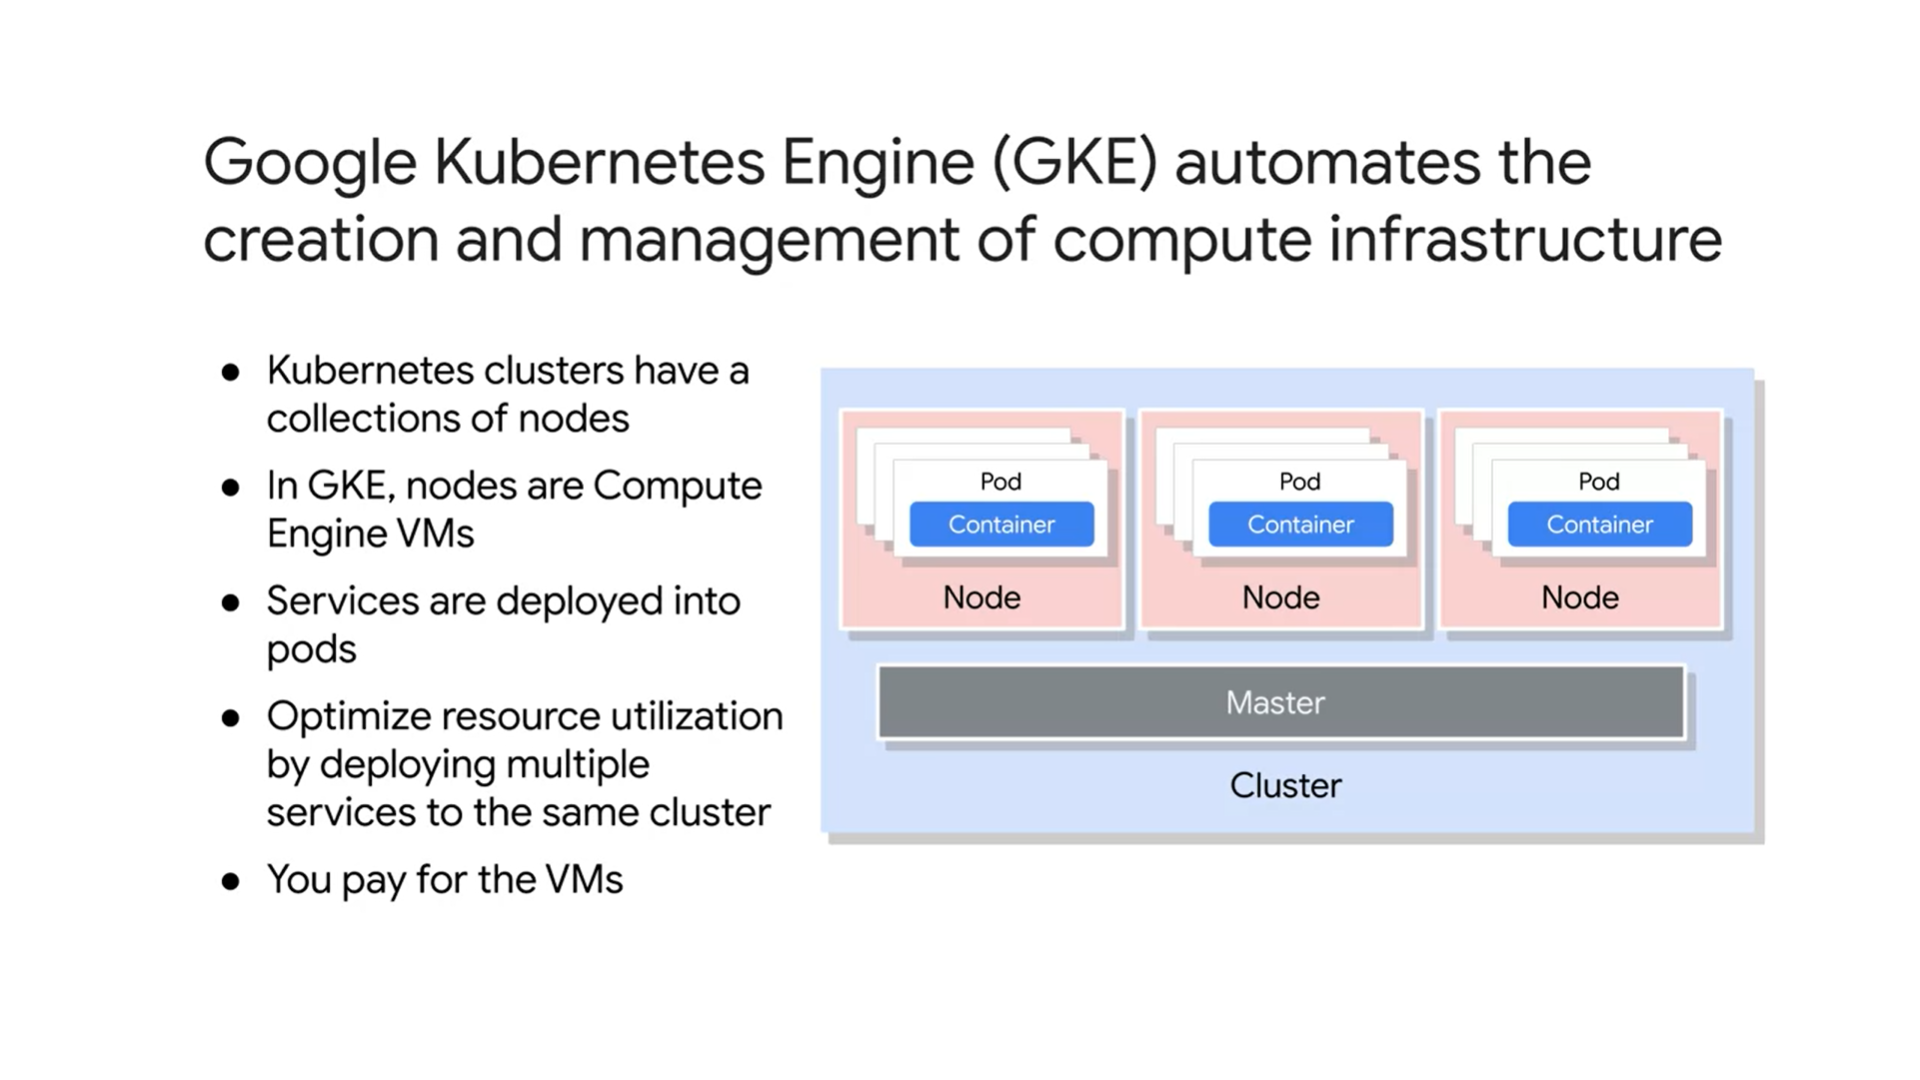 Google Kubernetes Engine (GKE) automates the
creation and management of compute infrastructure
● Kubernetes clusters have a
collections of nodes
● In GKE, nodes are Compute
Engine VMs
● Services are deployed into
pods
● Optimize resource utilization
by deploying multiple
services to the same cluster
● You pay for the VMs
Pod
Container
Node
Pod
Container
Node
Pod
Container
Node
Master
Cluster